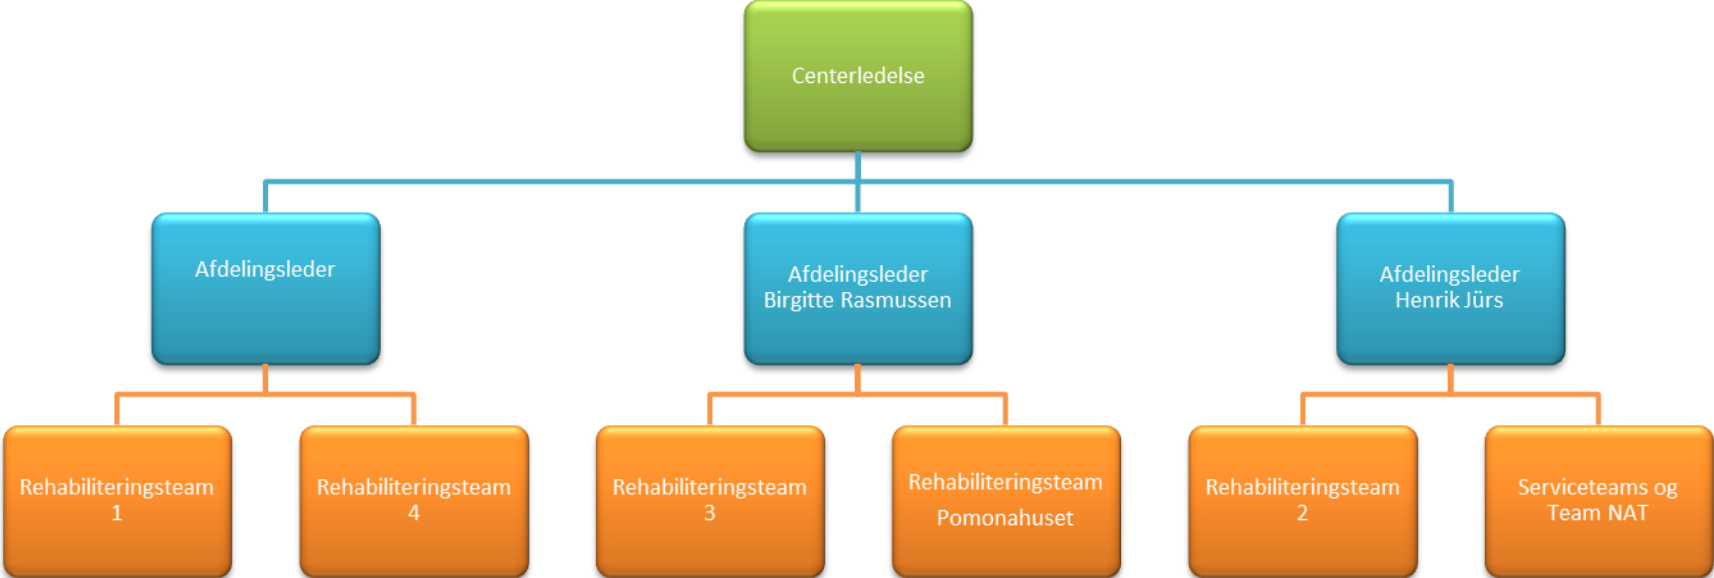 Centerledelse
Afdelingsleder
Afdelingsleder
Birgitte Rasmussen
Afdelingsleder
Henrik Jürs
Rehabiliteringsteam
1
Rehabiliteringsteam
4
Rehabiliteringsteam
3
Rehabiliteringsteam
Pomonahuset
Rehabiliteringsteam
2
Serviceteams og
Team NAT